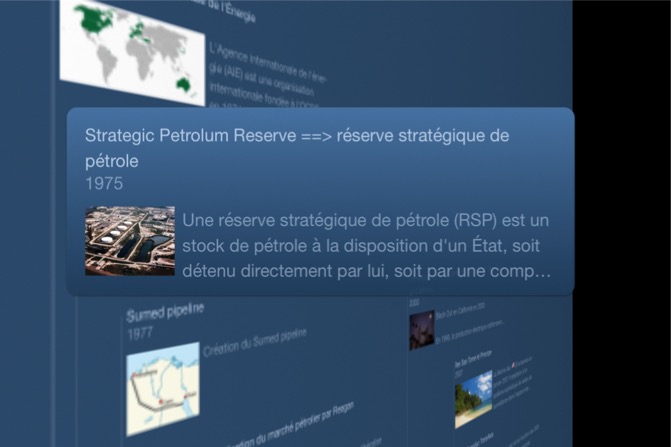 de l'Énergie
L'Agence internationale de l'éner-
gie (AIE) est une organisation
internationale fondée à l'OCDE
Strategic Petrolum Reserve ==> réserve stratégique de
pétrole
1975
Une réserve stratégique de pétrole (RSP) est un
stock de pétrole à la disposition d'un État, soit
détenu directement par lui, soit par une comp...
Sumed pipeline
1977
Création du Sumed pipeline
du marché pétrolier par Reagan